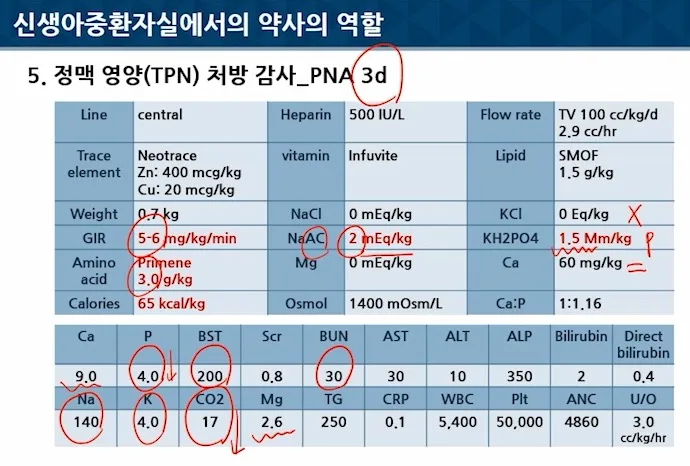 신생아중환자실에서의 약사의 역할
5. 정맥 영양(TPN) 처방 감사_PNA 3d
Line central Heparin 500 IU/L Flow rate TV 100 cc/kg/d
2.9 cc/hr
Trace element Neotrace
Zn: 400 mcg/kg
Cu: 20 mcg/kg vitamin Infuvite Lipid SMOF
1.5 g/kg
Weight 0.7 kg NaCl 0 mEq/kg KCl 0 Eq/kg X
GIR 5-6 mg/kg/min NaAC 2 mEq/kg KH2PO4 1.5 Mm/kg P
Amino acid Primene
3.0 g/kg Mg 0 mEq/kg Ca 60 mg/kg
Calories 65 kcal/kg Osmol 1400 mOsm/L Ca:P 1:1.16
Ca P BST Scr BUN AST ALT ALP Bilirubin Direct bilirubin
9.0 4.0 200 0.8 30 30 10 350 2 0.4
Na K CO2 Mg TG CRP WBC Plt ANC U/O
140 4.0 17 2.6 250 0.1 5,400 50,000 4860 3.0
cc/kg/hr